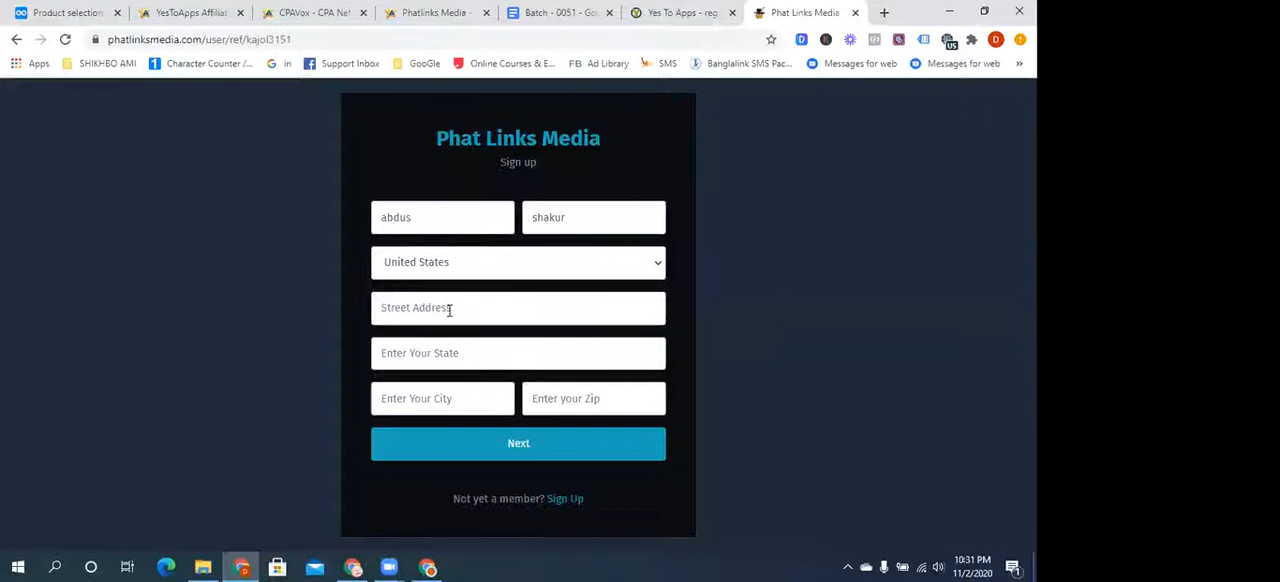 Product selection
YesToApps Affilia
CPAVox - CPA Ne
Phatlinks Media -
Batch - 0051 - Go
Yes To Apps - reg
Phat Links Media
phatlinksmedia.com/user/ref/kajol3151
US
D
Apps
SHIKHBO AMI
Character Counter /...
in
Support Inbox
GooGle
Online Courses & E...
FB Ad Library
SMS
Banglalink SMS Pac...
Messages for web
Messages for web
»
Phat Links Media
Sign up
abdus
shakur
United States
Street Address
Enter Your State
Enter Your City
Enter your Zip
Next
Not yet a member? Sign Up
10:31 PM
11/2/2020